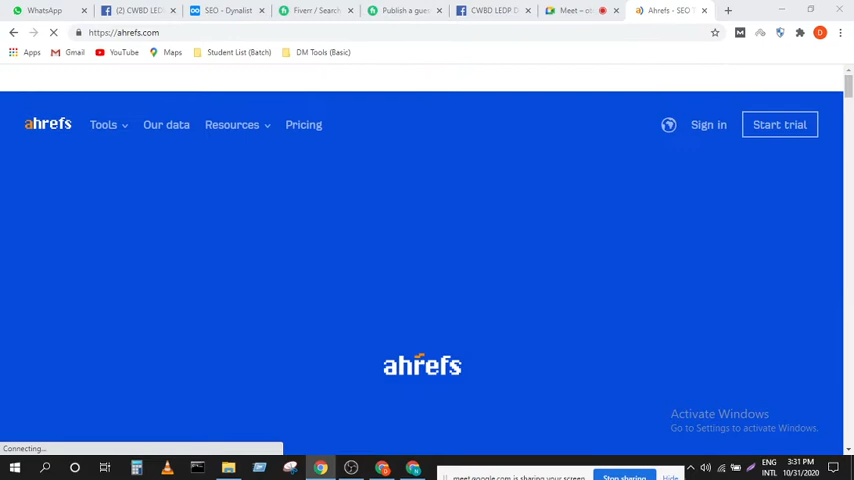 WhatsApp
(2) CWBD LED
SEO - Dynalist
Fiverr / Search
Publish a gues
CWBD LEDP D
Meet – ot
Ahrefs - SEO T
https://ahrefs.com
Apps
Gmail
YouTube
Maps
Student List (Batch)
DM Tools (Basic)
ahrefs
Tools
Our data
Resources
Pricing
Sign in
Start trial
ahrefs
Activate Windows
Go to Settings to activate Windows.
Connecting...
meet.google.com is sharing your screen.
Stop sharing
Hide
ENG
INTL
3:31 PM
10/31/2020